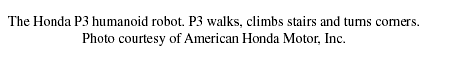 The Honda P3 humanoid robot. P3 walks, climbs stairs and turns corners.
Photo courtesy of American Honda Motor, Inc.